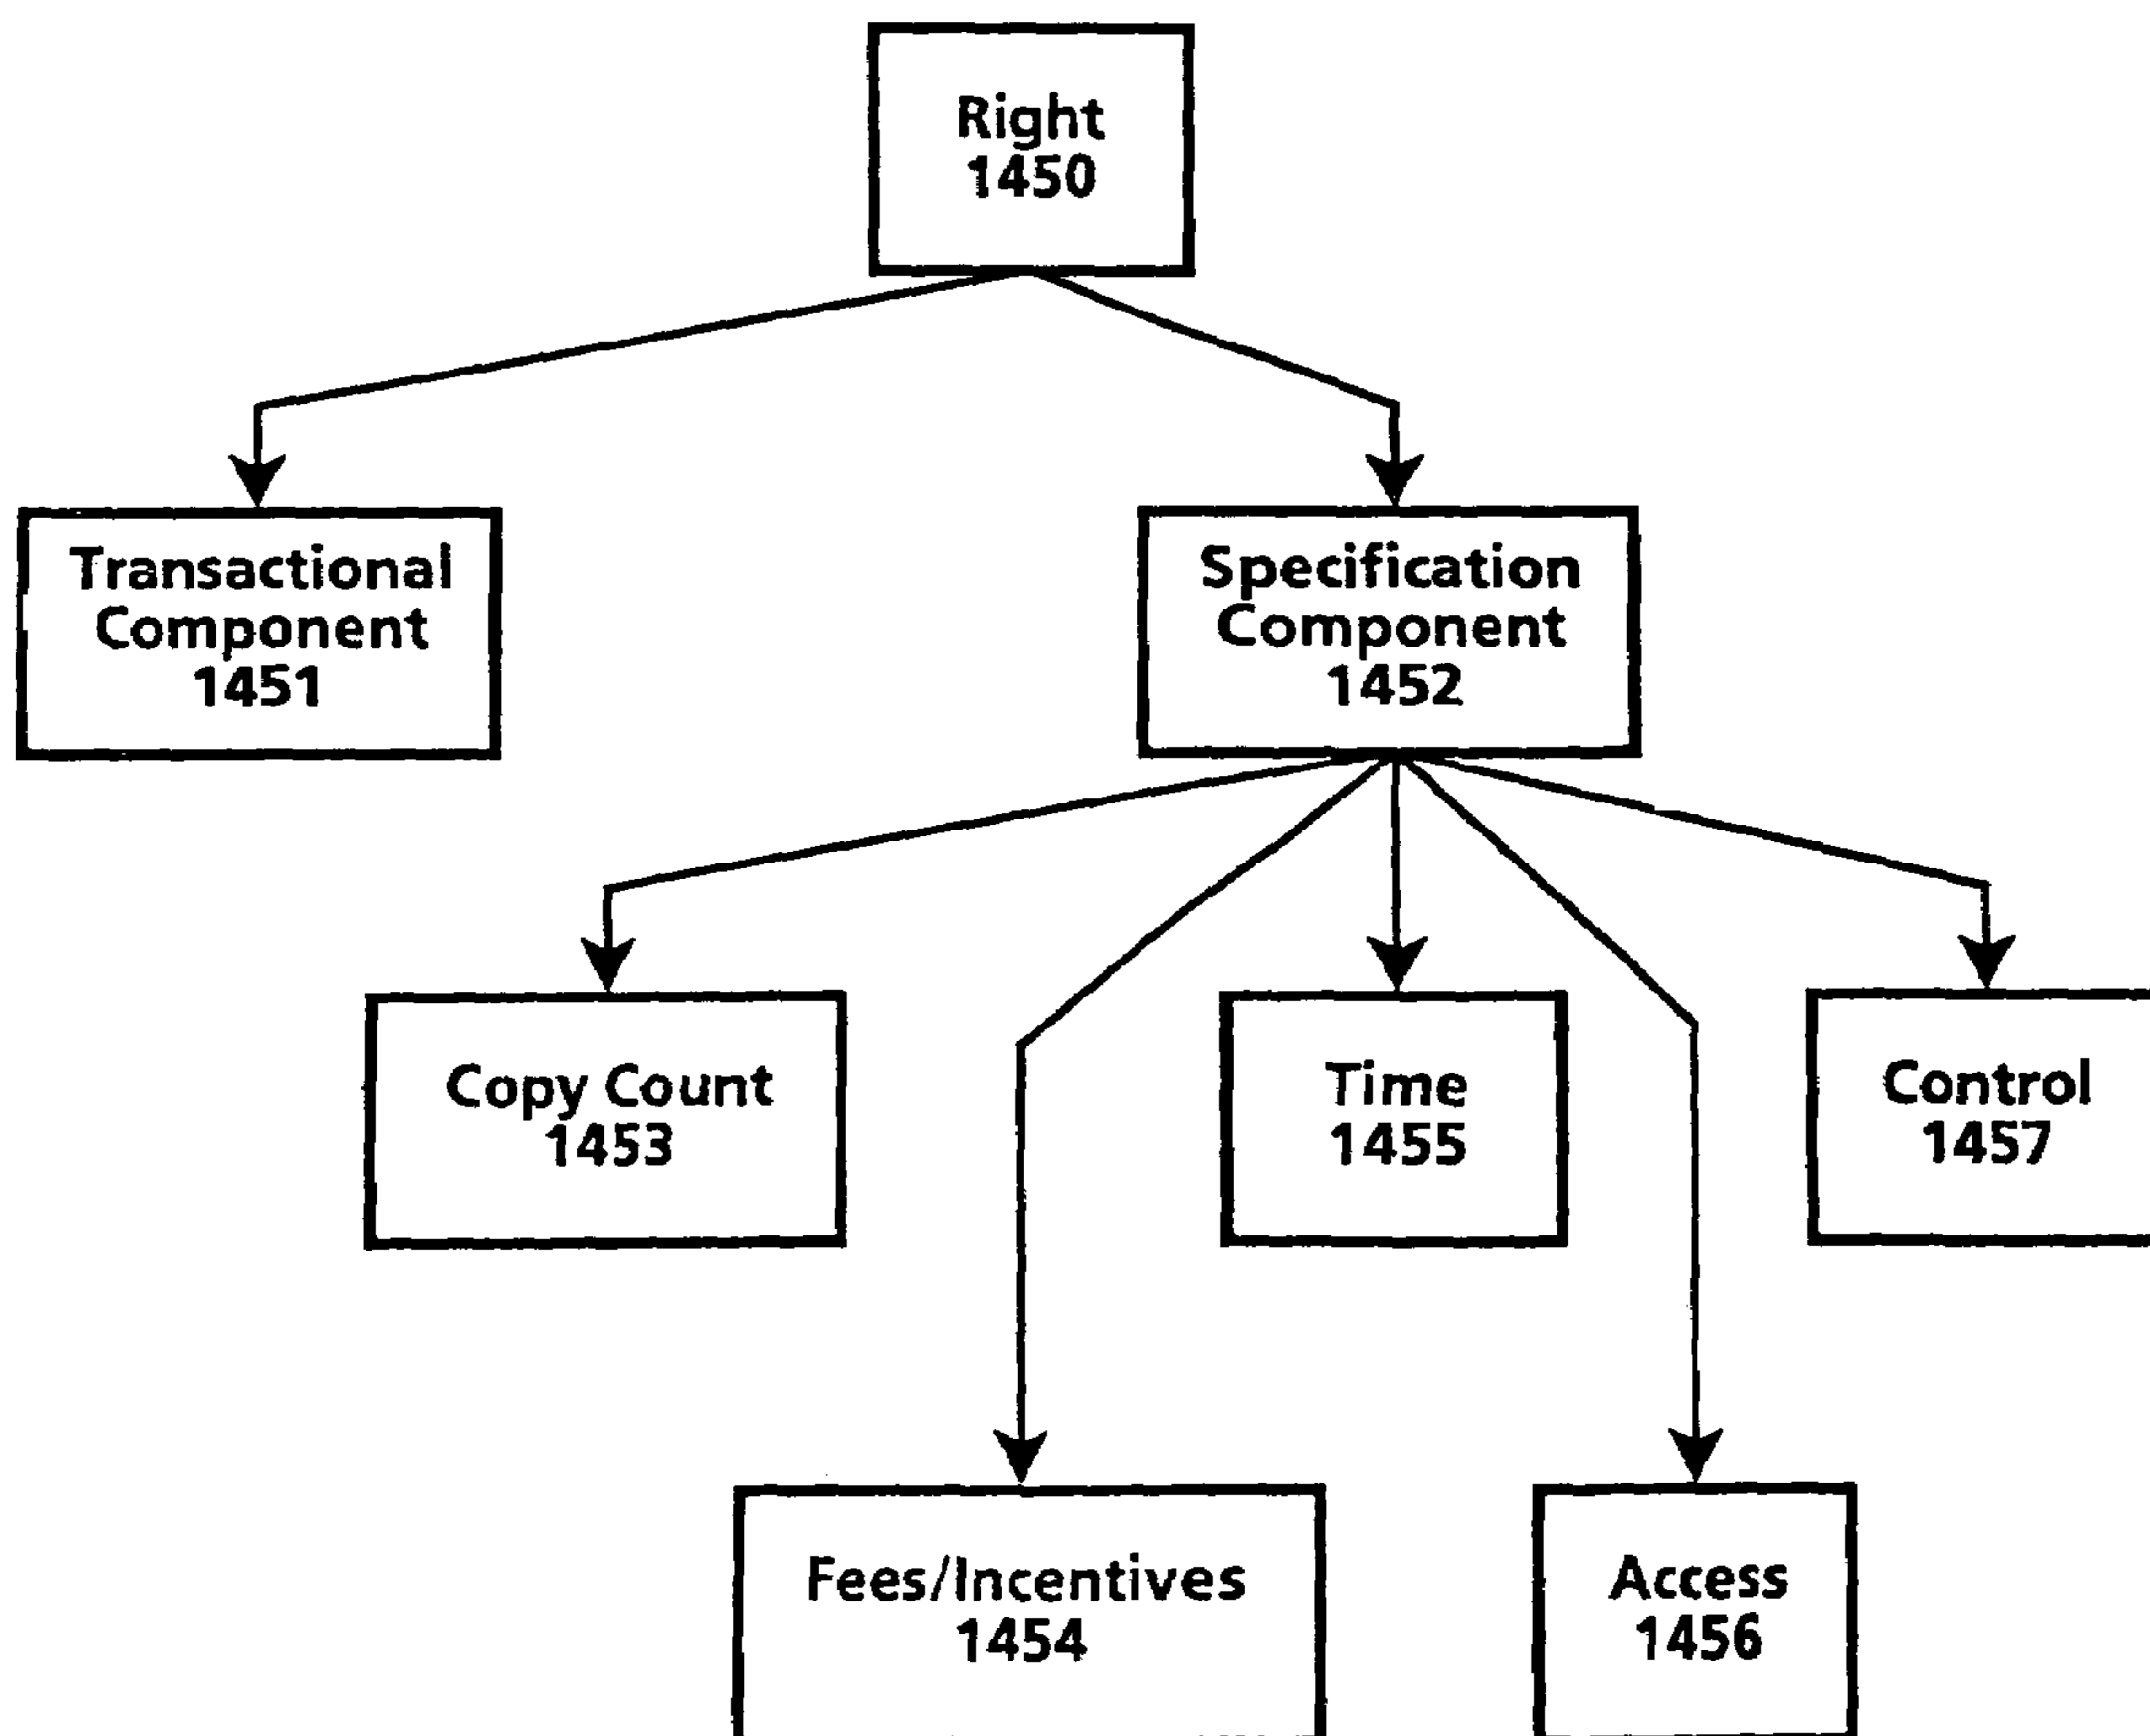 Right
1450
Transactional
Component
1451
Specification
Component
1452
Copy Count
1453
Time
1455
Control
1457
Fees/Incentives
1454
Access
1456